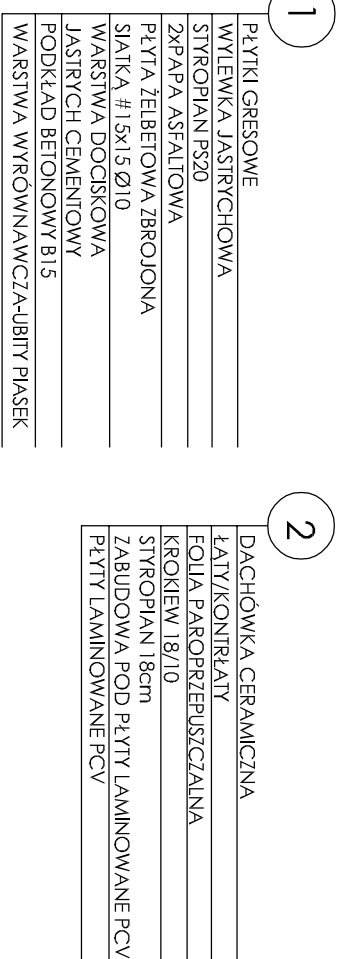 1
PŁYTKI GRESOWE
WYLEWKA JASTRYCHOWA
STYROPIAN PS20
2xPAPA ASFALTOWA
PŁYTA ŻELBETOWA ZBROJONA
SIATKĄ #15x15 Ø10
WARSTWA DOCISKOWA
JASTRYCH CEMENTOWY
PODKŁAD BETONOWY B15
WARSTWA WYRÓWNAWCZA-UBITY PIASEK
2
DACHÓWKA CERAMICZNA
ŁATY/KONTRŁATY
FOLIA PAROPRZEPUSZCZALNA
KROKIEW 18/10
STYROPIAN 18cm
ZABUDOWA POD PŁYTY LAMINOWANE PCV
PŁYTY LAMINOWANE PCV